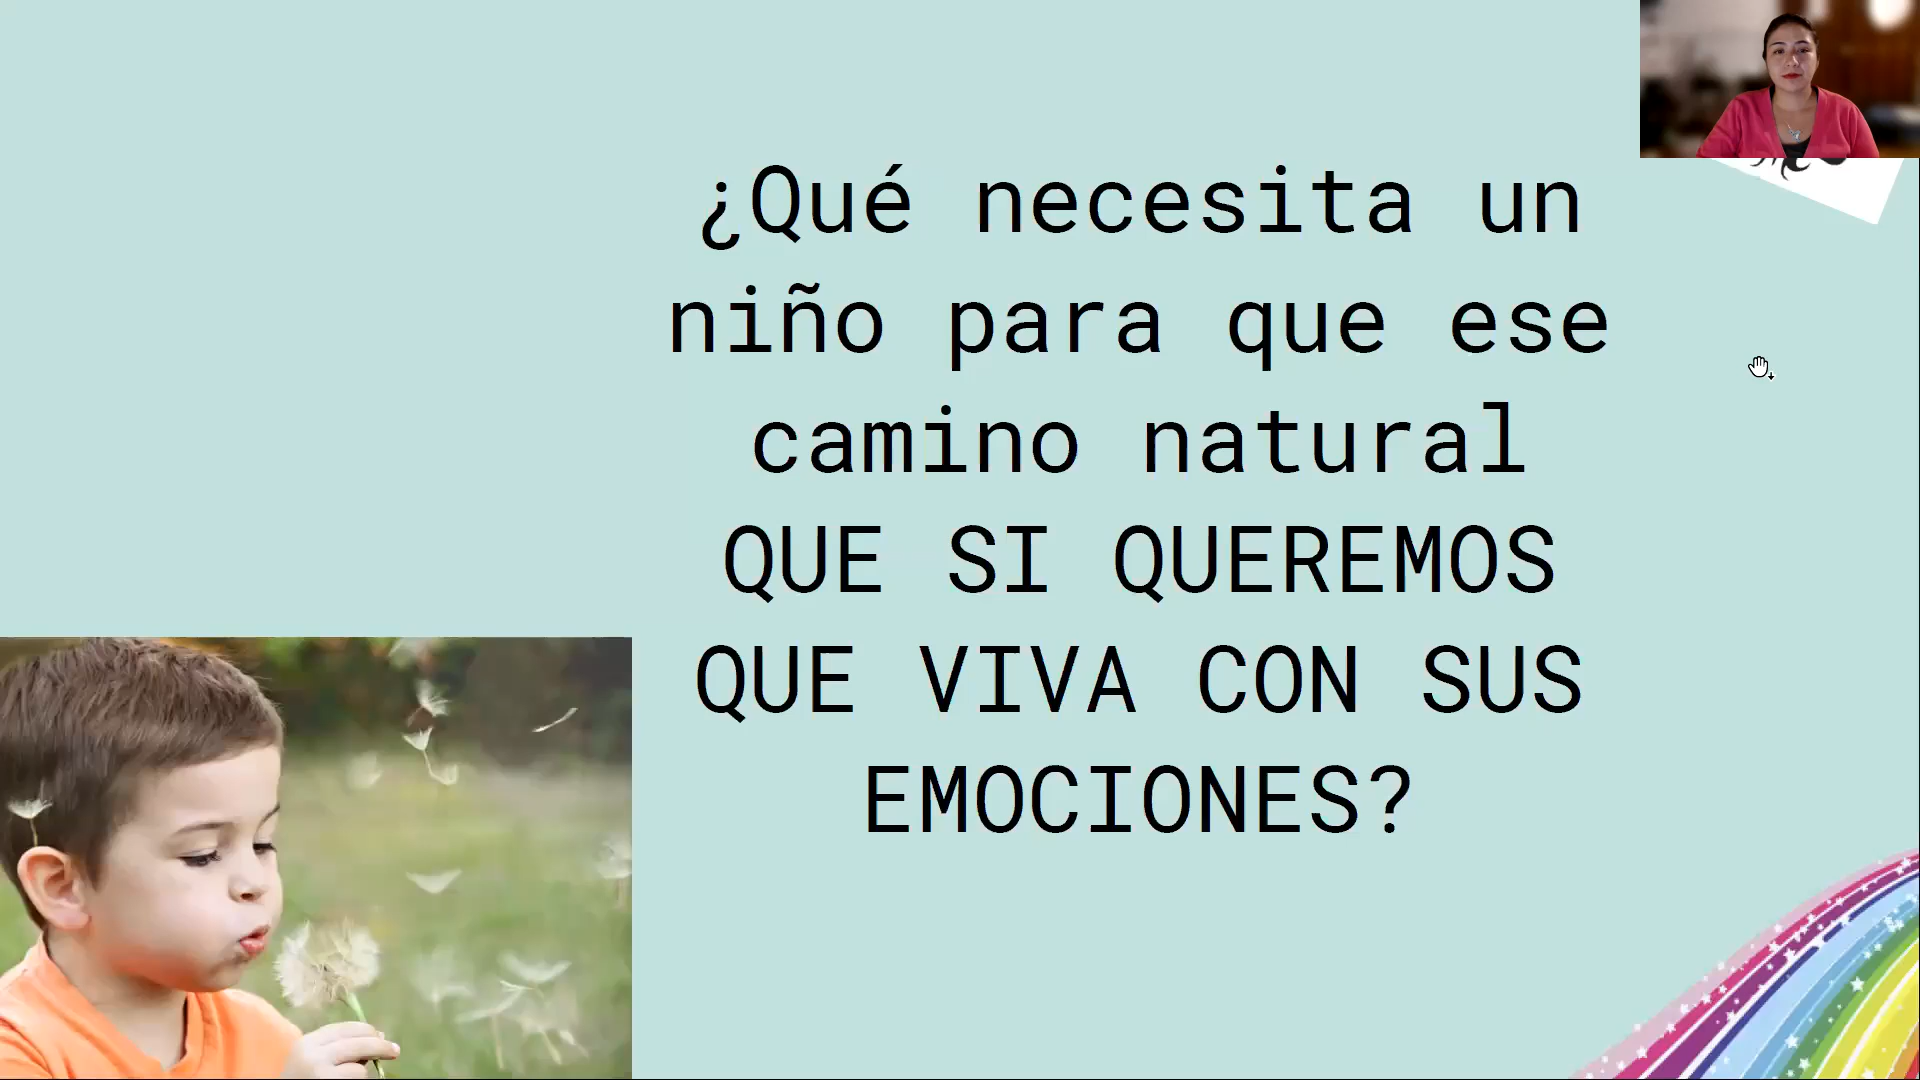 ¿Qué necesita un
niño para que ese
camino natural
QUE SI QUEREMOS
QUE VIVA CON SUS
EMOCIONES?